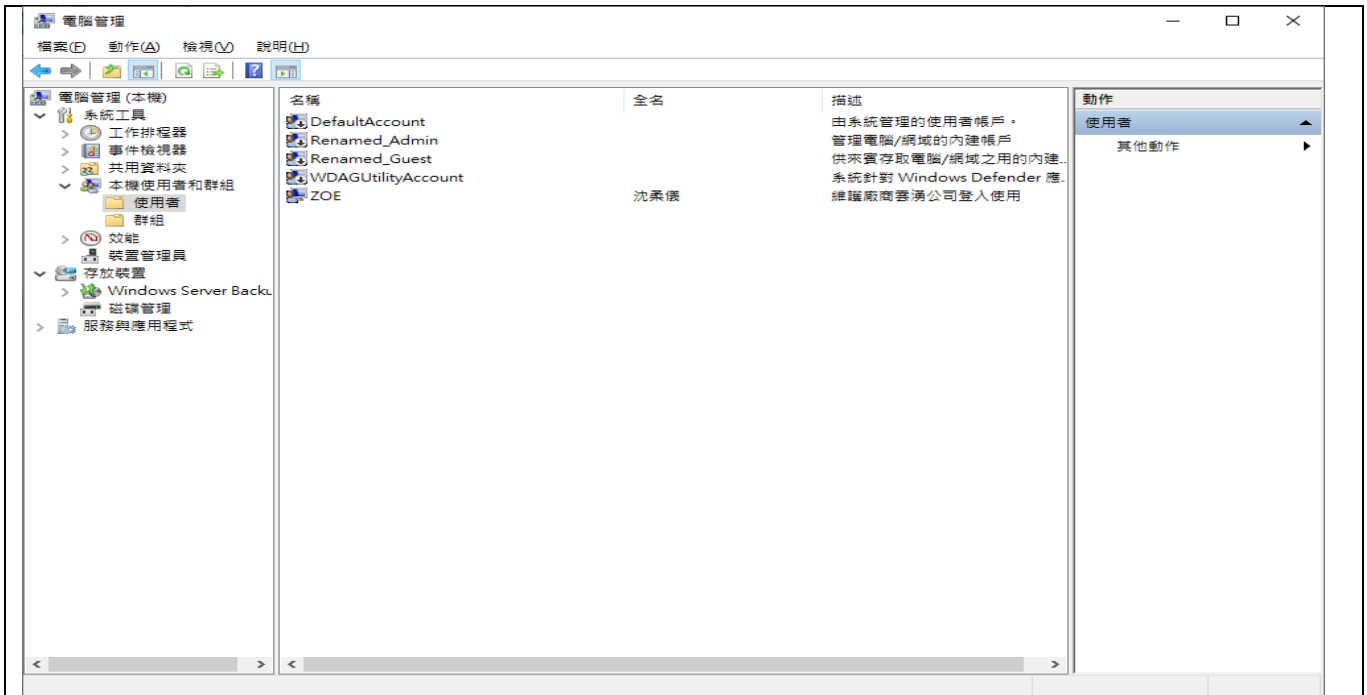 電腦管理
檔案(F) 動作(A) 檢視(V) 說明(H)
電腦管理 (本機)
系統工具
工作排程器
事件檢視器
共用資料夾
本機使用者和群組
使用者
群組
效能
裝置管理員
存放裝置
Windows Server Backu
磁碟管理
服務與應用程式
名稱 全名 描述
DefaultAccount 由系統管理的使用者帳戶。
Renamed_Admin 管理電腦/網域的內建帳戶
Renamed_Guest 供來賓存取電腦/網域之用的內建..
WDAGUtilityAccount 系統針對 Windows Defender 應..
ZOE 沈柔儀 維護廠商雲湧公司登入使用
動作
使用者
其他動作